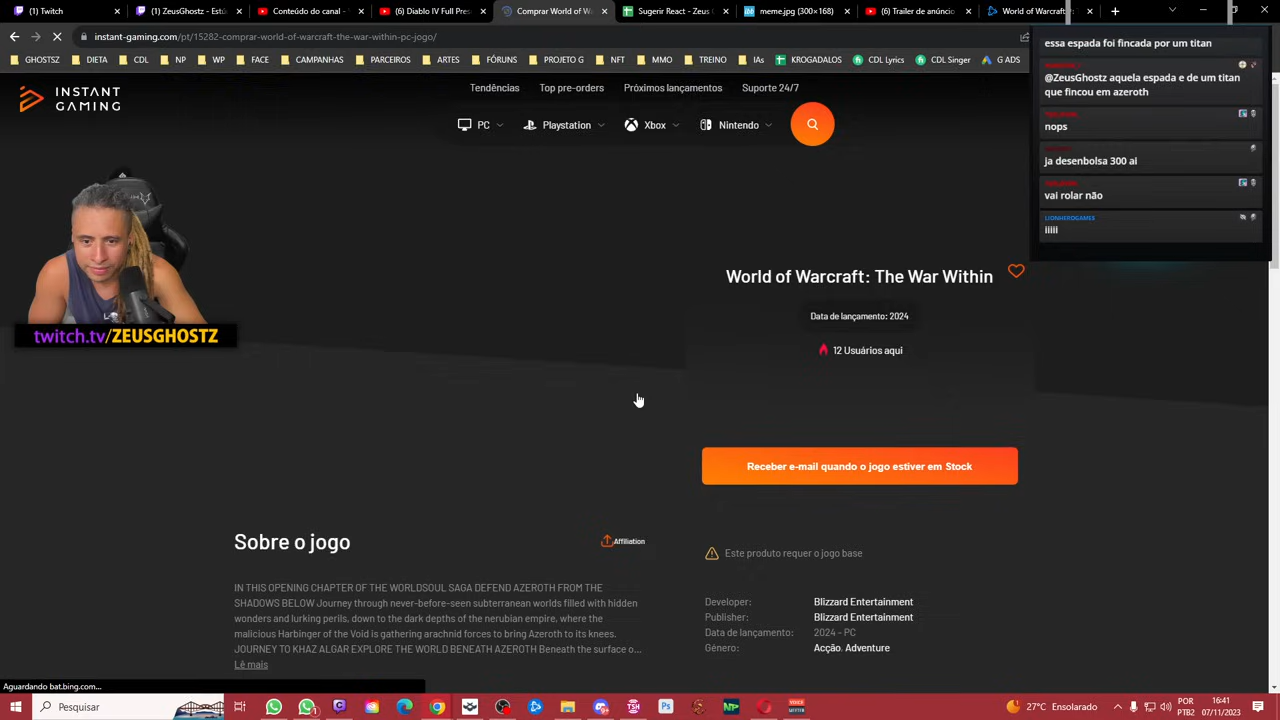 (1) Twitch
ZeusGhostz - Estú
Conteúdo do canal -
(6) Diablo IV Full Pres
Comprar World of W
Sugerir React - Zeus
meme.jpg (300×168)
(6) Trailer de anúncio
World of Warcraft:
instant-gaming.com/pt/15282-comprar-world-of-warcraft-the-war-within-pc-jogo/
GHOSTSZ
DIETA
CDL
NP
WP
FACE
CAMPANHAS
PARCEIROS
ARTES
FÓRUNS
PROJETO G
NFT
MMO
TREINO
IAs
KROGADALOS
CDL Lyrics
CDL Singer
G ADS
essa espada foi fincada por um titan
@ZeusGhostz aquela espada e de um titan
que fincou em azeroth
nops
ja desenbolsa 300 ai
vai rolar não
LIONHEROGAMES
iiiii
INSTANT
GAMING
Tendências
Top pre-orders
Próximos lançamentos
Suporte 24/7
PC
Playstation
Xbox
Nintendo
twitch.tv/ZEUSGHOSTZ
World of Warcraft: The War Within
Data de lançamento: 2024
12 Usuários aqui
Receber e-mail quando o jogo estiver em Stock
Sobre o jogo
Affiliation
IN THIS OPENING CHAPTER OF THE WORLDSOUL SAGA DEFEND AZEROTH FROM THE
SHADOWS BELOW Journey through never-before-seen subterranean worlds filled with hidden
wonders and lurking perils, down to the dark depths of the nerubian empire, where the
malicious Harbinger of the Void is gathering arachnid forces to bring Azeroth to its knees.
JOURNEY TO KHAZ ALGAR EXPLORE THE WORLD BENEATH AZEROTH Beneath the surface o...
Lê mais
Este produto requer o jogo base
Developer: Blizzard Entertainment
Publisher: Blizzard Entertainment
Data de lançamento: 2024 - PC
Género: Acção, Adventure
Aguardando bat.bing.com...
Pesquisar
27°C Ensolarado
POR
PTB2
16:41
07/11/2023